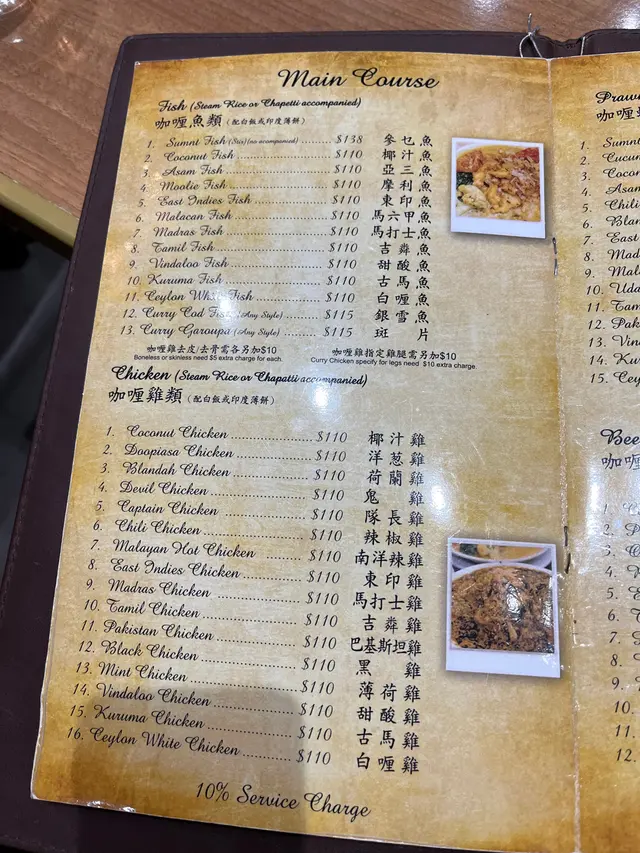 Main Course
Fish (Steam Rice or Chapetti accompanied)
咖喱魚類 (配白飯或印度薄餅)
1. Sumnt Fish (Stix) (no acompanied) ........ $138 參乜魚
2. Coconut Fish ........ $110 椰汁魚
3. Asam Fish ........ $110 亞三魚
4. Moolie Fish ........ $110 摩利魚
5. East Indies Fish ........ $110 東印魚
6. Malacan Fish ........ $110 馬六甲魚
7. Madras Fish ........ $110 馬打士魚
8. Tamil Fish ........ $110 吉舜魚
9. Vindaloo Fish ........ $110 甜酸魚
10. Kuruma Fish ........ $110 古馬魚
11. Ceylon White Fish ........ $110 白喱魚
12. Curry Cod Fish (Any Style) ........ $115 銀雪魚
13. Curry Garoupa (Any Style) ........ $115 斑片
咖喱雞去皮/去骨需各另加$10 咖喱雞指定雞腿需另加$10
Boneless or skinless need $5 extra charge for each. Curry Chicken specify for legs need $10 extra charge.
Chicken (Steam Rice or Chapatti accompanied)
咖喱雞類 (配白飯或印度薄餅)
1. Coconut Chicken ........ $110 椰汁雞
2. Doopiasa Chicken ........ $110 洋葱雞
3. Blandah Chicken ........ $110 荷蘭雞
4. Devil Chicken ........ $110 鬼雞
5. Captain Chicken ........ $110 隊長雞
6. Chili Chicken ........ $110 辣椒雞
7. Malayan Hot Chicken ........ $110 南洋辣雞
8. East Indies Chicken ........ $110 東印雞
9. Madras Chicken ........ $110 馬打士雞
10. Tamil Chicken ........ $110 吉舜雞
11. Pakistan Chicken ........ $110 巴基斯坦雞
12. Black Chicken ........ $110 黑雞
13. Mint Chicken ........ $110 薄荷雞
14. Vindaloo Chicken ........ $110 甜酸雞
15. Kuruma Chicken ........ $110 古馬雞
16. Ceylon White Chicken ........ $110 白喱雞
10% Service Charge